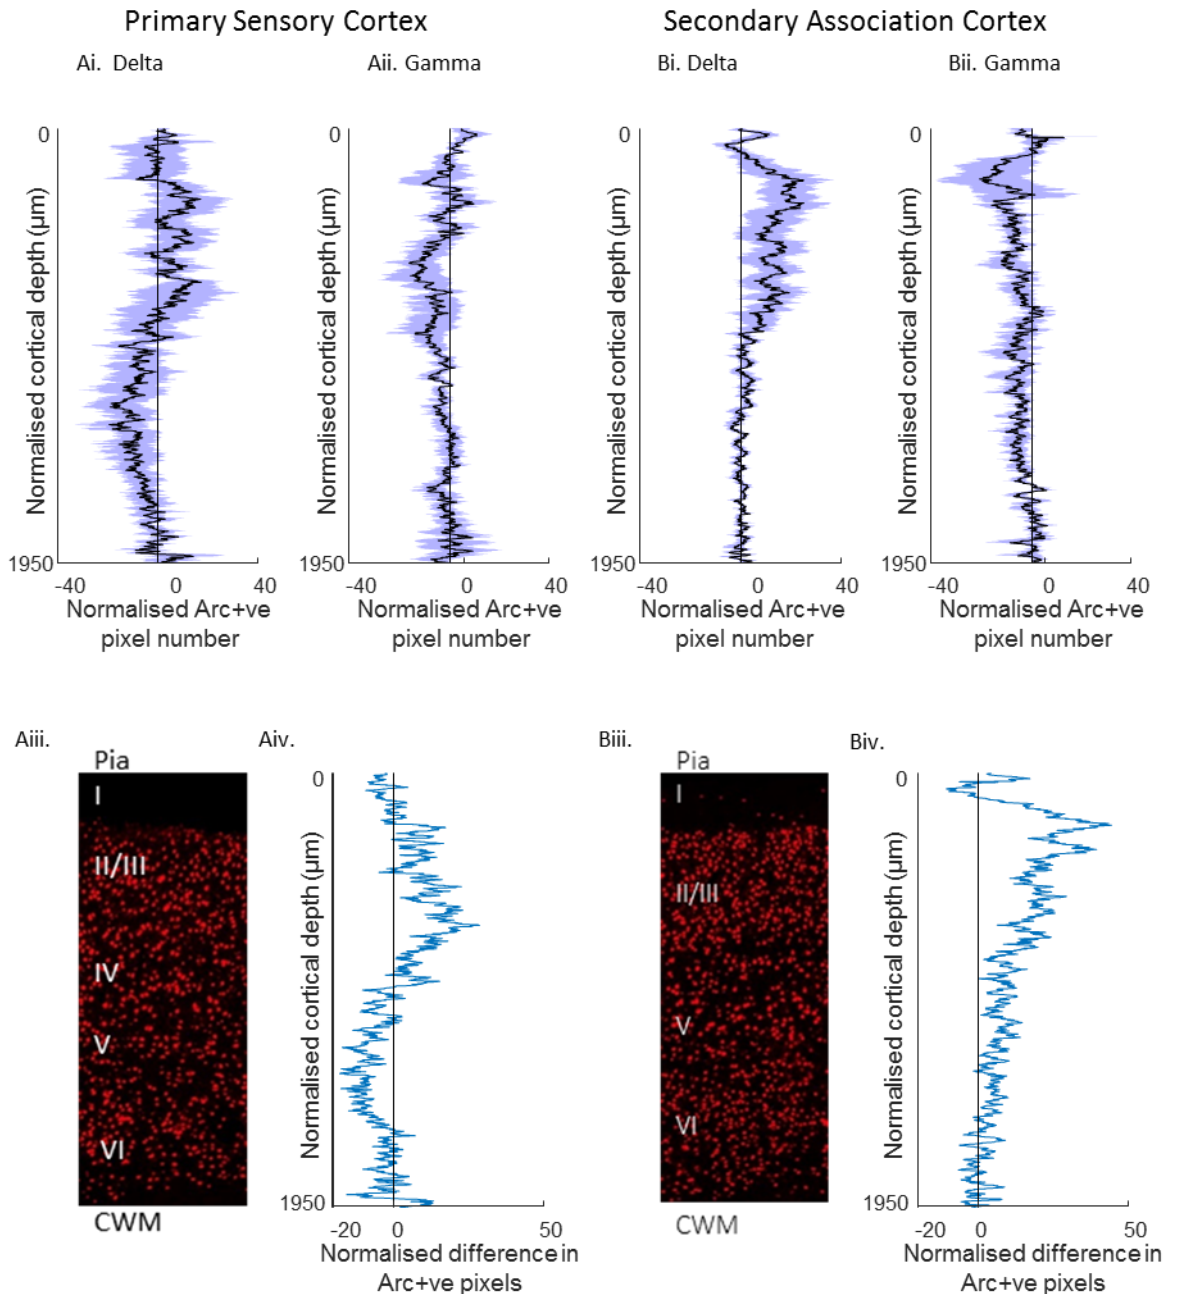 Primary Sensory Cortex
Secondary Association Cortex
Ai. Delta
Aii. Gamma
Bi. Delta
Bii. Gamma
0
0
0
0
Normalised cortical depth (µm)
Normalised cortical depth (µm)
Normalised cortical depth (µm)
Normalised cortical depth (µm)
1950
1950
1950
1950
-40 0 40
-40 0 40
-40 0 40
-40 0 40
Normalised Arc+ve
pixel number
Normalised Arc+ve
pixel number
Normalised Arc+ve
pixel number
Normalised Arc+ve
pixel number
Aiii.
Pia
I
II/III
IV
V
VI
CWM
Aiv.
0
Normalised cortical depth (µm)
1950
-20 0 50
Normalised difference in
Arc+ve pixels
Biii.
Pia
I
II/III
V
VI
CWM
Biv.
0
Normalised cortical depth (µm)
1950
-20 0 50
Normalised difference in
Arc+ve pixels